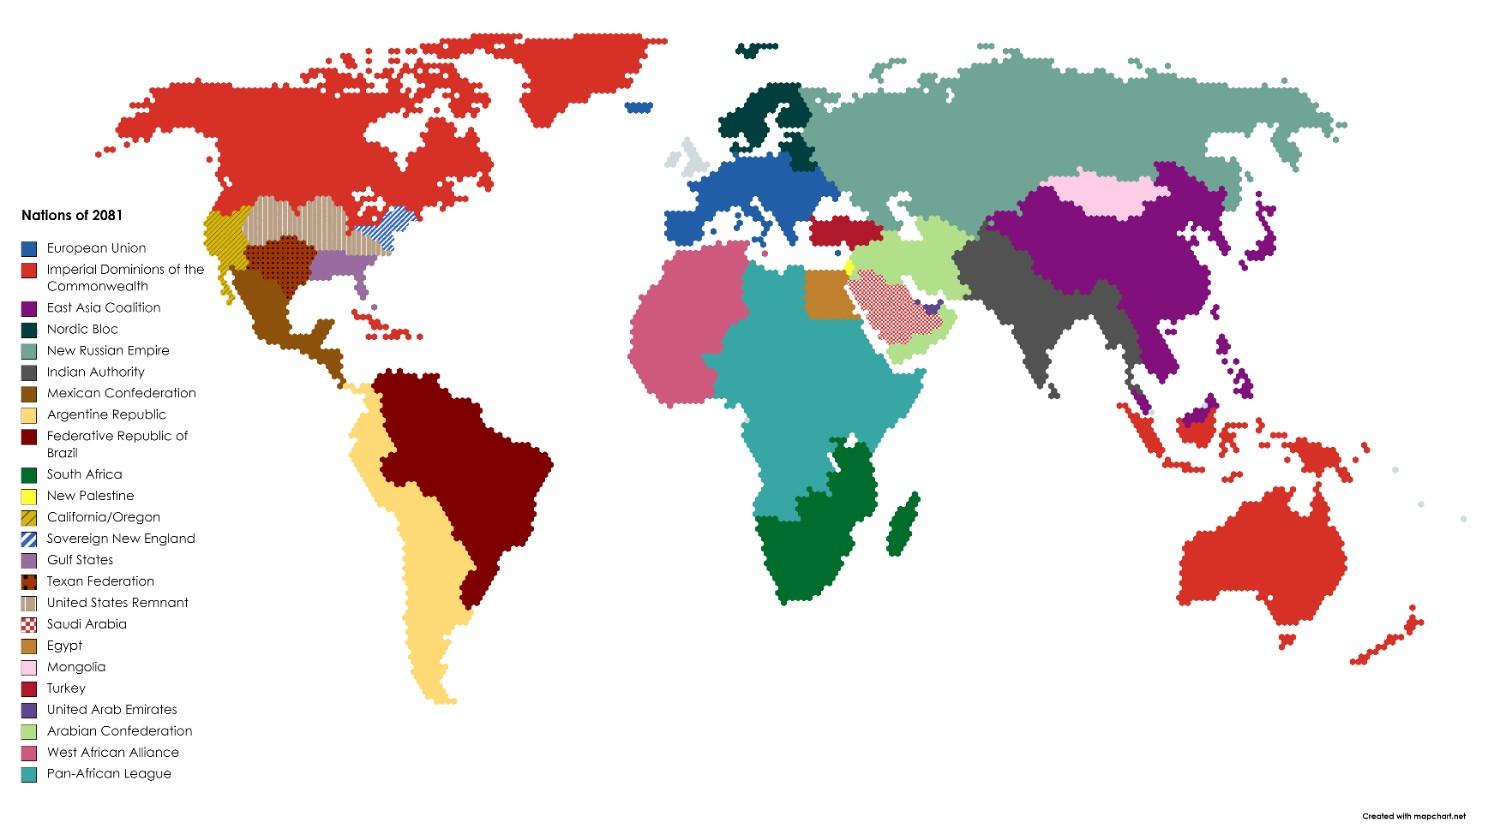 Nations of 2081
European Union
Imperial Dominions of the
Commonwealth
East Asia Coalition
Nordic Bloc
New Russian Empire
Indian Authority
Mexican Confederation
Argentine Republic
Federative Republic of
Brazil
South Africa
New Palestine
California/Oregon
Sovereign New England
Gulf States
Texan Federation
United States Remnant
Saudi Arabia
Egypt
Mongolia
Turkey
United Arab Emirates
Arabian Confederation
West African Alliance
Pan-African League
Created with mapchart.net